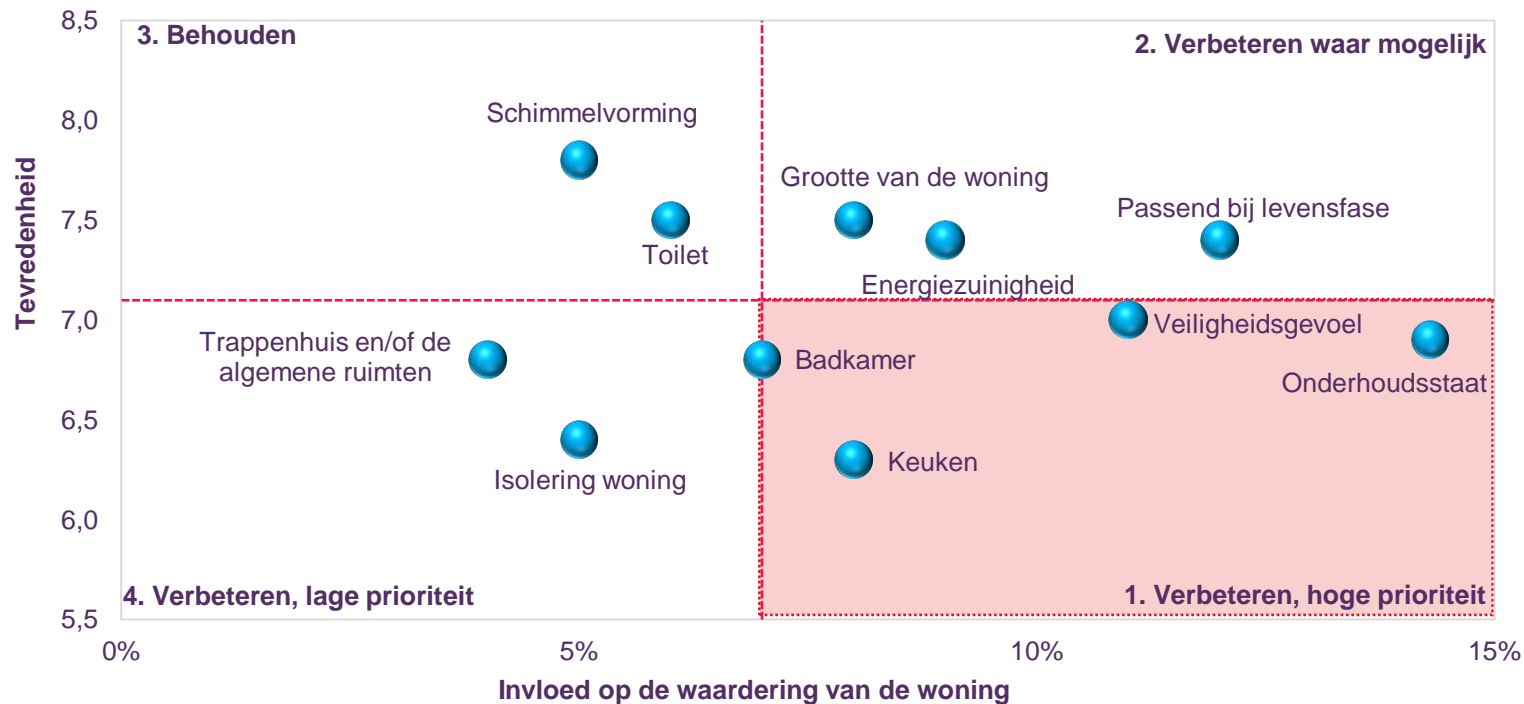 8,5
3. Behouden
2. Verbeteren waar mogelijk
Schimmelvorming
8,0
Grootte van de woning
Passend bij levensfase
7,5
Toilet
Energiezuinigheid
Tevredenheid
7,0
Veiligheidsgevoel
Trappenhuis en/of de
algemene ruimten
Badkamer
Onderhoudsstaat
6,5
Keuken
Isolering woning
6,0
4. Verbeteren, lage prioriteit
1. Verbeteren, hoge prioriteit
5,5
0%
5%
10%
15%
Invloed op de waardering van de woning